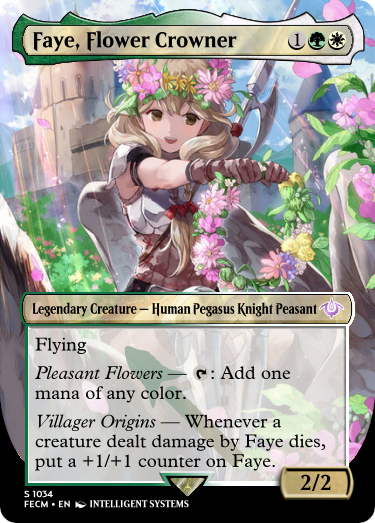 Faye, Flower Crowner 1
Legendary Creature — Human Pegasus Knight Peasant
Flying
Pleasant Flowers — : Add one
mana of any color.
Villager Origins — Whenever a
creature dealt damage by Faye dies,
put a +1/+1 counter on Faye.
2/2
S 1034
FECM • EN INTELLIGENT SYSTEMS